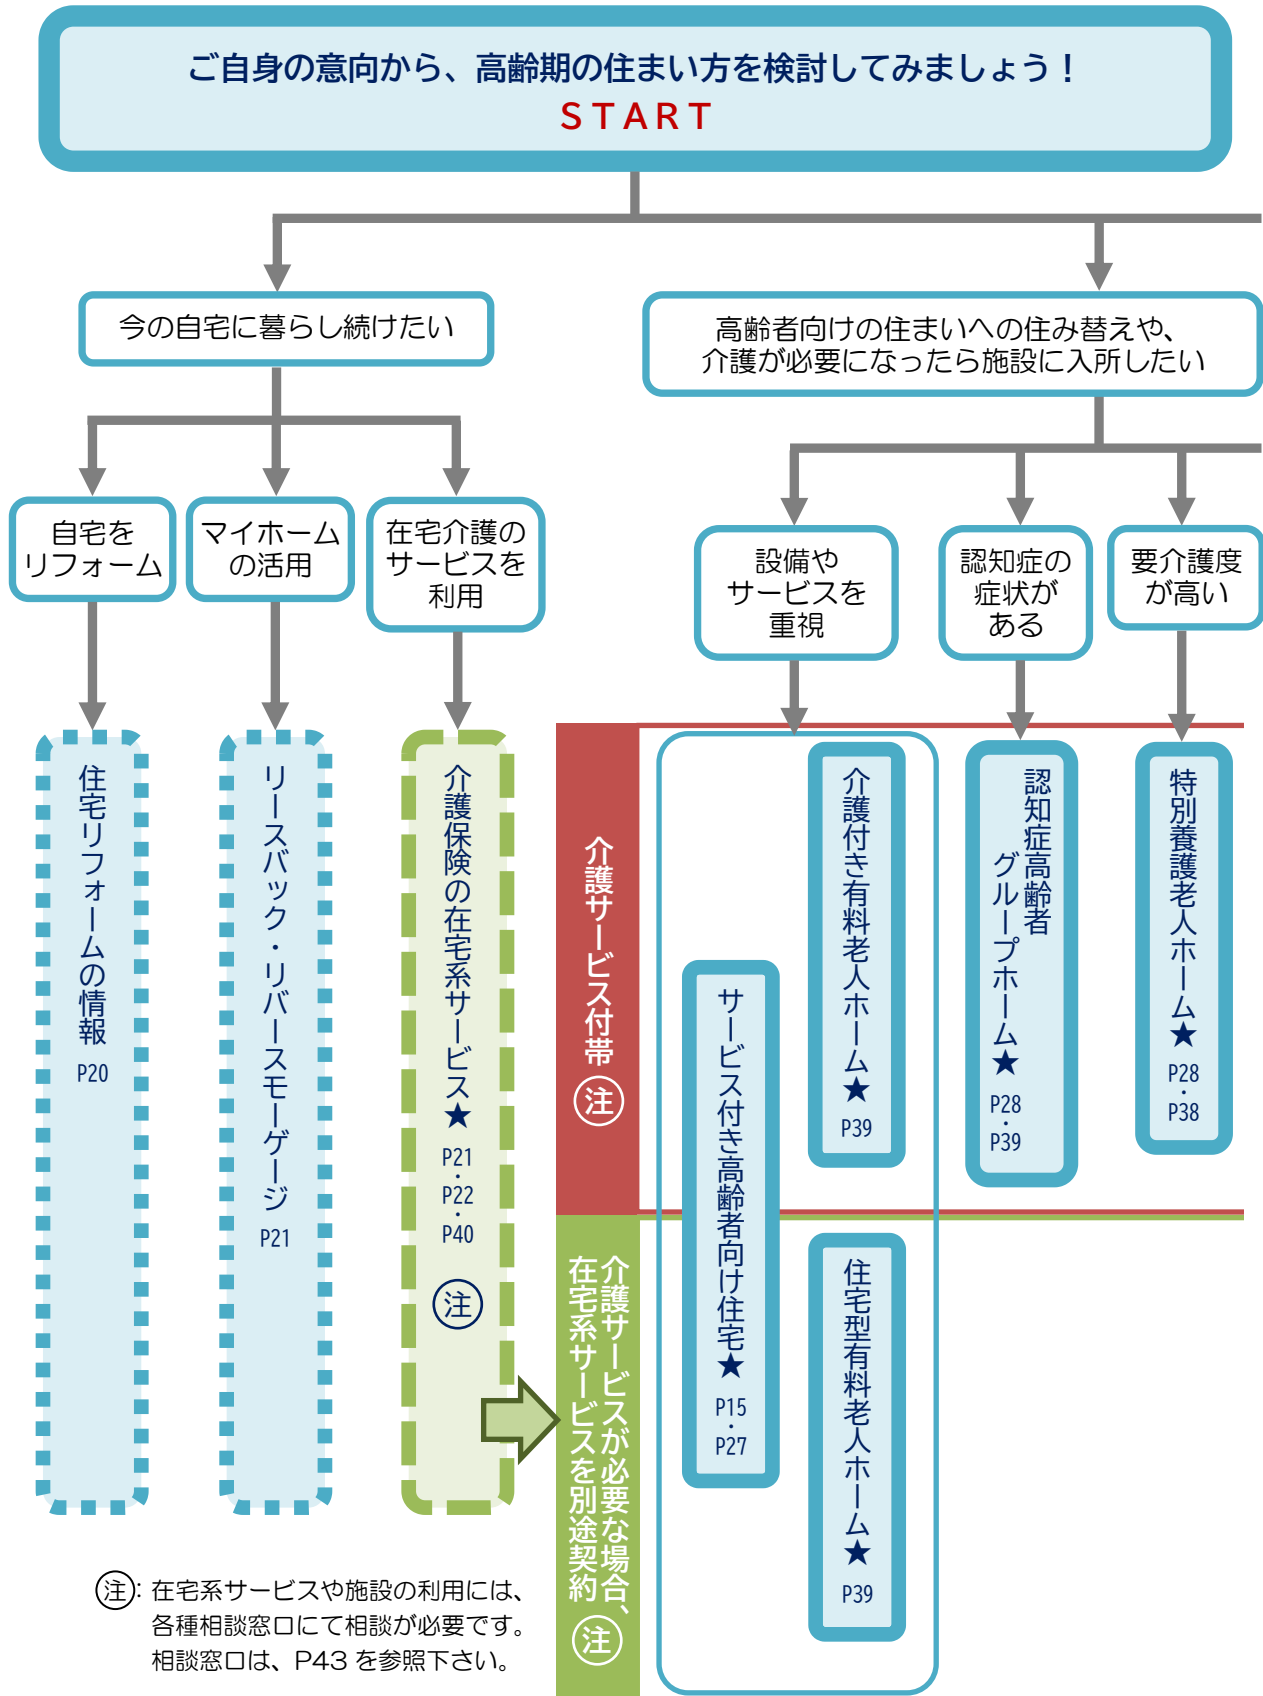 ご自身の意向から、高齢期の住まい方を検討してみましょう！
ＳＴＡＲＴ
今の自宅に暮らし続けたい
高齢者向けの住まいへの住み替えや、
介護が必要になったら施設に入所したい
自宅を
リフォーム
マイホーム
の活用
在宅介護の
サービスを
利用
設備や
サービスを
重視
認知症の
症状が
ある
要介護度
が高い
住宅リフォームの情報 P20
リースバック・リバースモーゲージ P21
介護保険の在宅系サービス★ P21・P22・P40
注
介護サービス付帯 注
介護サービスが必要な場合、
在宅系サービスを別途契約 注
サービス付き高齢者向け住宅★ P15・P27
介護付き有料老人ホーム★ P39
住宅型有料老人ホーム★ P39
認知症高齢者
グループホーム★ P28・P39
特別養護老人ホーム★ P28・P38
注：在宅系サービスや施設の利用には、
各種相談窓口にて相談が必要です。
相談窓口は、P43 を参照下さい。